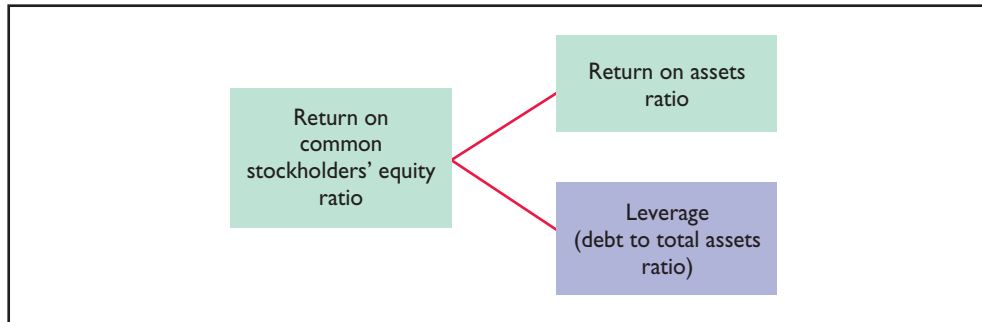 Return on
common
stockholders’ equity
ratio
Return on assets
ratio
Leverage
(debt to total assets
ratio)